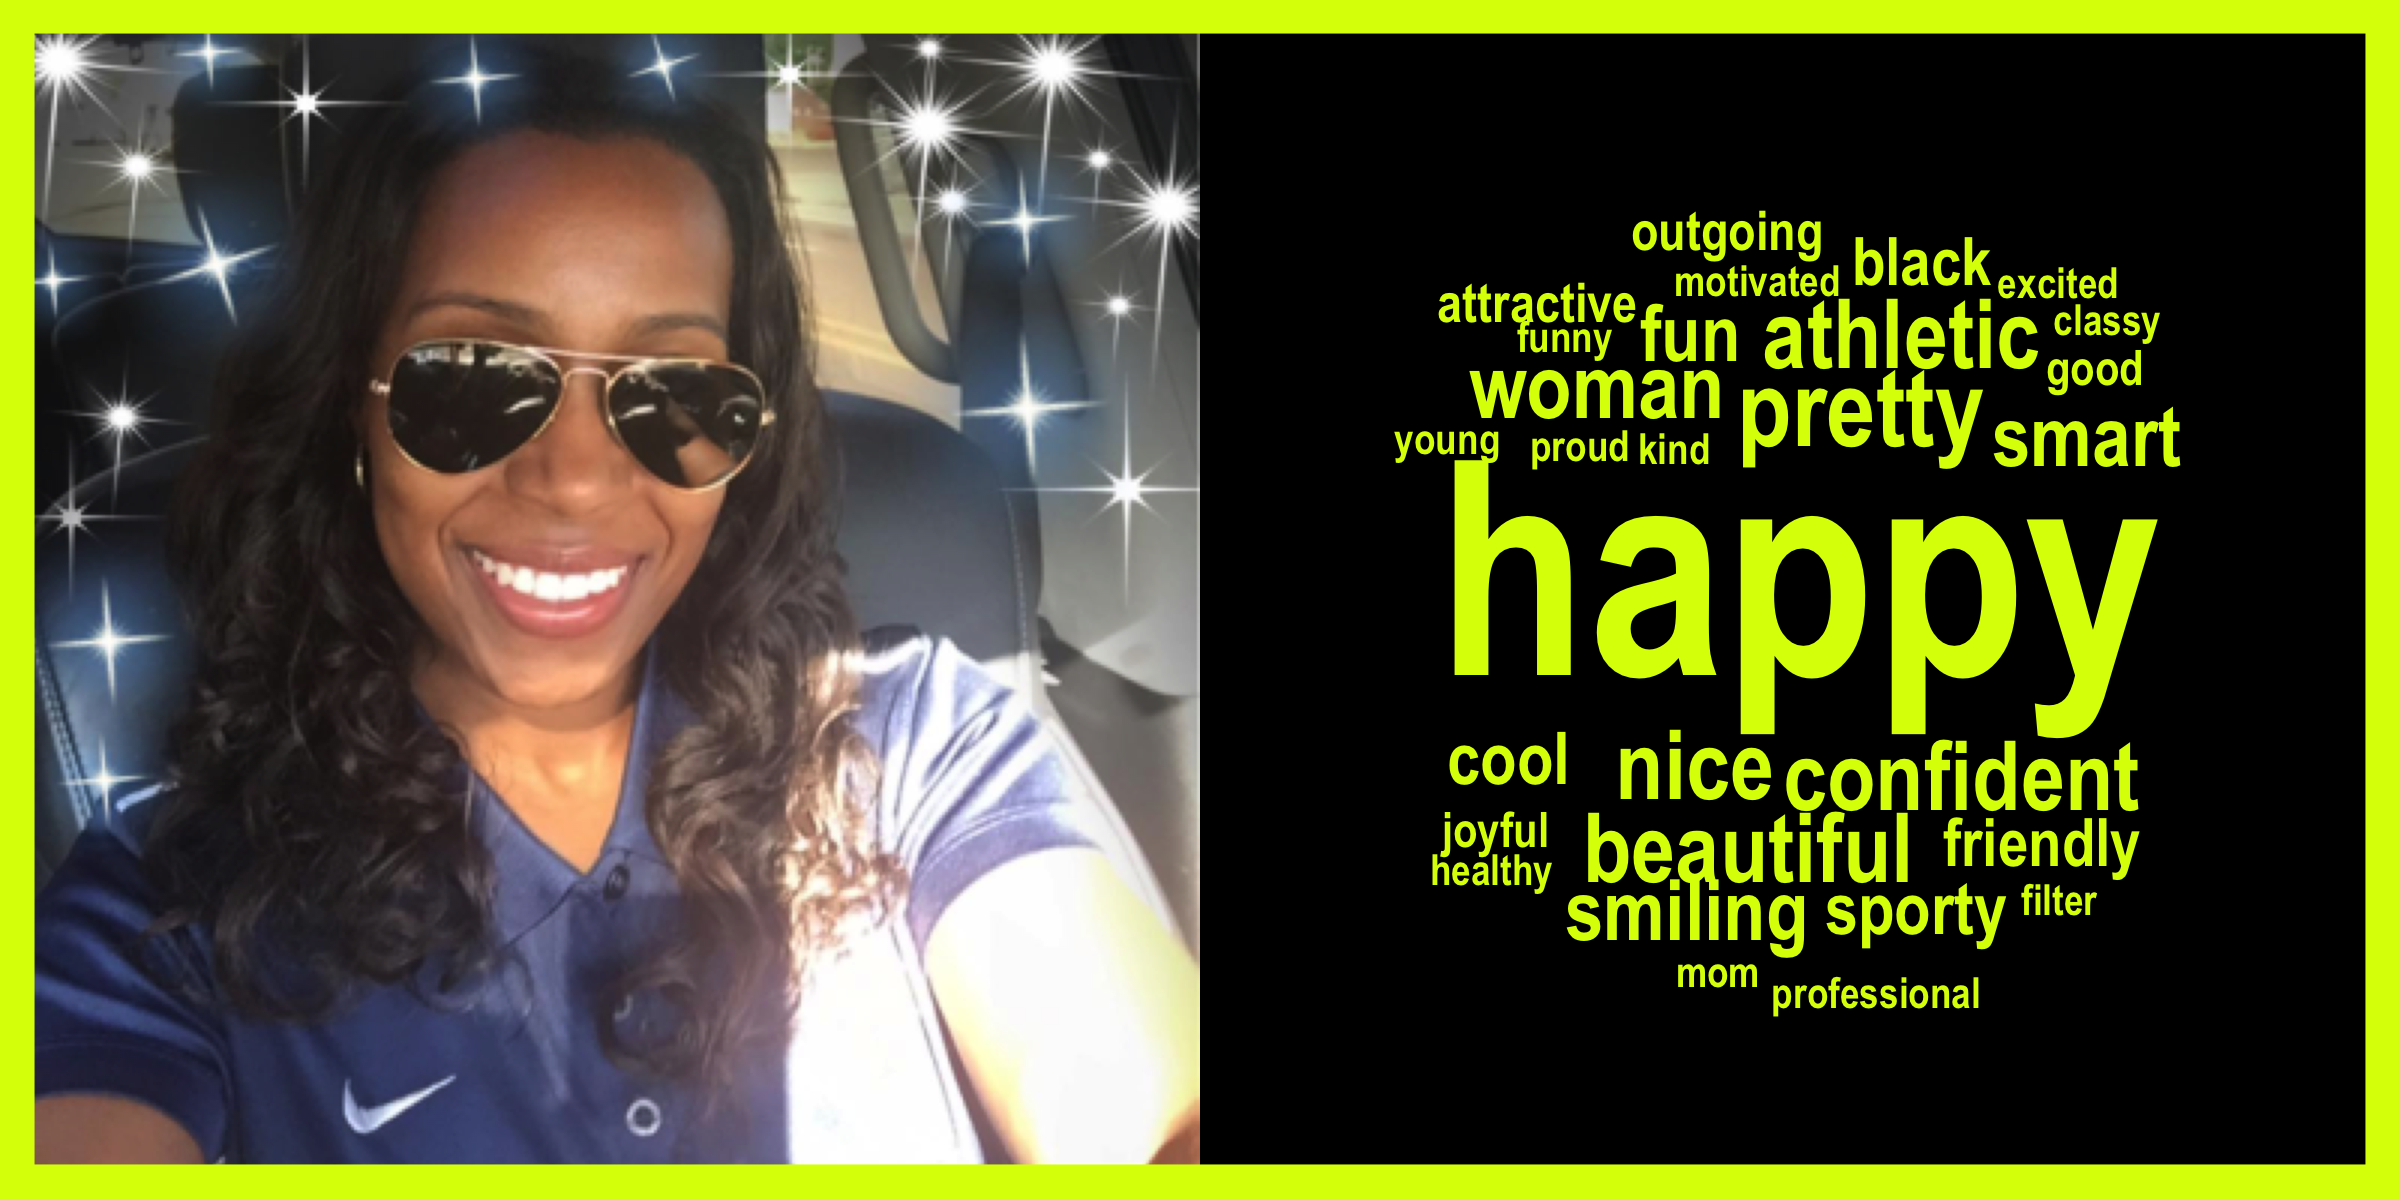 outgoing
black
motivated
excited
attractive
funny
fun
athletic
classy
good
woman
pretty
smart
young
proud
kind
happy
cool
nice
confident
joyful
healthy
beautiful
friendly
smiling
sporty
filter
mom
professional